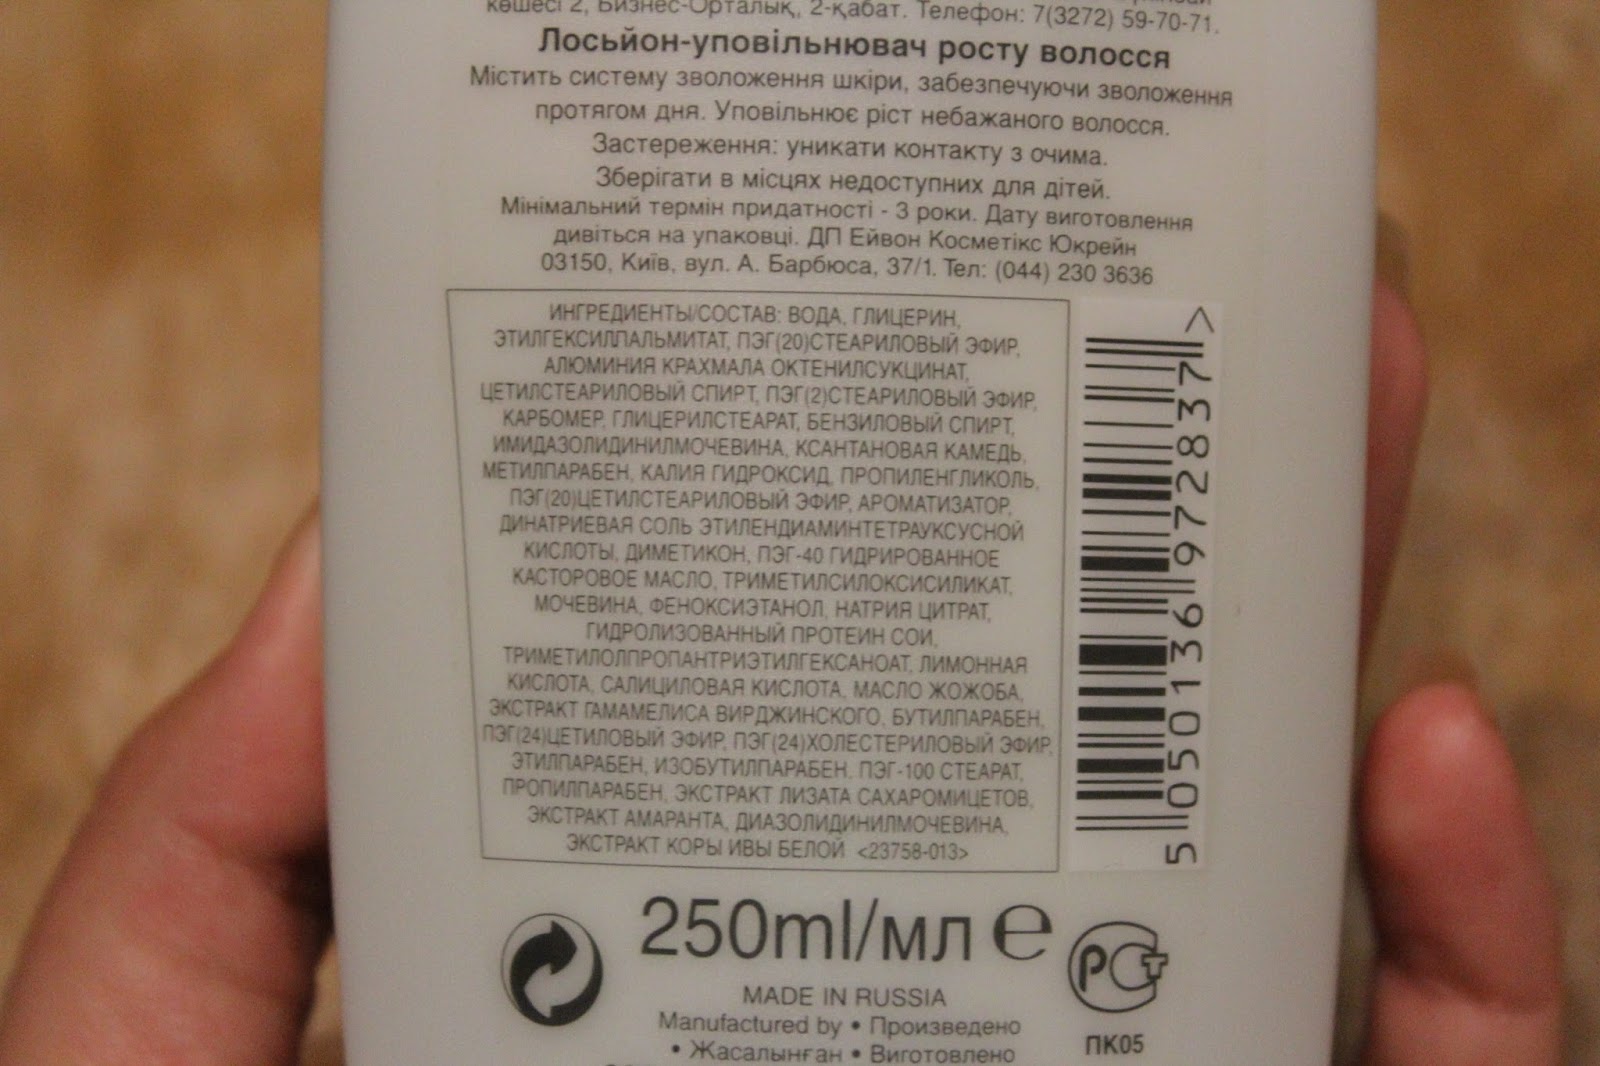 көшесі 2, Бизнес-Орталық, 2-қабат. Телефон: 7(3272) 59-70-71.
Лосьйон-уповільнювач росту волосся
Містить систему зволоження шкіри, забезпечуючи зволоження
протягом дня. Уповільнює ріст небажаного волосся.
Застереження: уникати контакту з очима.
Зберігати в місцях недоступних для дітей.
Мінімальний термін придатності - 3 роки. Дату виготовлення
дивіться на упаковці. ДП Ейвон Косметікс Юкрейн
03150, Київ, вул. А. Барбюса, 37/1. Тел: (044) 230 3636
ИНГРЕДИЕНТЫ/СОСТАВ: ВОДА, ГЛИЦЕРИН,
ЭТИЛГЕКСИЛПАЛЬМИТАТ, ПЭГ(20)СТЕАРИЛОВЫЙ ЭФИР,
АЛЮМИНИЯ КРАХМАЛА ОКТЕНИЛСУКЦИНАТ,
ЦЕТИЛСТЕАРИЛОВЫЙ СПИРТ, ПЭГ(2)СТЕАРИЛОВЫЙ ЭФИР,
КАРБОМЕР, ГЛИЦЕРИЛСТЕАРАТ, БЕНЗИЛОВЫЙ СПИРТ,
ИМИДАЗОЛИДИНИЛМОЧЕВИНА, КСАНТАНОВАЯ КАМЕДЬ,
МЕТИЛПАРАБЕН, КАЛИЯ ГИДРОКСИД, ПРОПИЛЕНГЛИКОЛЬ,
ПЭГ(20)ЦЕТИЛСТЕАРИЛОВЫЙ ЭФИР, АРОМАТИЗАТОР,
ДИНАТРИЕВАЯ СОЛЬ ЭТИЛЕНДИАМИНТЕТРАУКСУСНОЙ
КИСЛОТЫ, ДИМЕТИКОН, ПЭГ-40 ГИДРИРОВАННОЕ
КАСТОРОВОЕ МАСЛО, ТРИМЕТИЛСИЛОКСИСИЛИКАТ,
МОЧЕВИНА, ФЕНОКСИЭТАНОЛ, НАТРИЯ ЦИТРАТ,
ГИДРОЛИЗОВАННЫЙ ПРОТЕИН СОИ,
ТРИМЕТИЛОЛПРОПАНТРИЭТИЛГЕКСАНОАТ, ЛИМОННАЯ
КИСЛОТА, САЛИЦИЛОВАЯ КИСЛОТА, МАСЛО ЖОЖОБА,
ЭКСТРАКТ ГАМАМЕЛИСА ВИРДЖИНСКОГО, БУТИЛПАРАБЕН,
ПЭГ(24)ЦЕТИЛОВЫЙ ЭФИР, ПЭГ(24)ХОЛЕСТЕРИЛОВЫЙ ЭФИР,
ЭТИЛПАРАБЕН, ИЗОБУТИЛПАРАБЕН, ПЭГ-100 СТЕАРАТ,
ПРОПИЛПАРАБЕН, ЭКСТРАКТ ЛИЗАТА САХАРОМИЦЕТОВ,
ЭКСТРАКТ АМАРАНТА, ДИАЗОЛИДИНИЛМОЧЕВИНА,
ЭКСТРАКТ КОРЫ ИВЫ БЕЛОЙ <23758-013>
5 050136 972837 >
250ml/мл e
РСТ
ПК05
MADE IN RUSSIA
Manufactured by • Произведено
• Жасалынған • Виготовлено